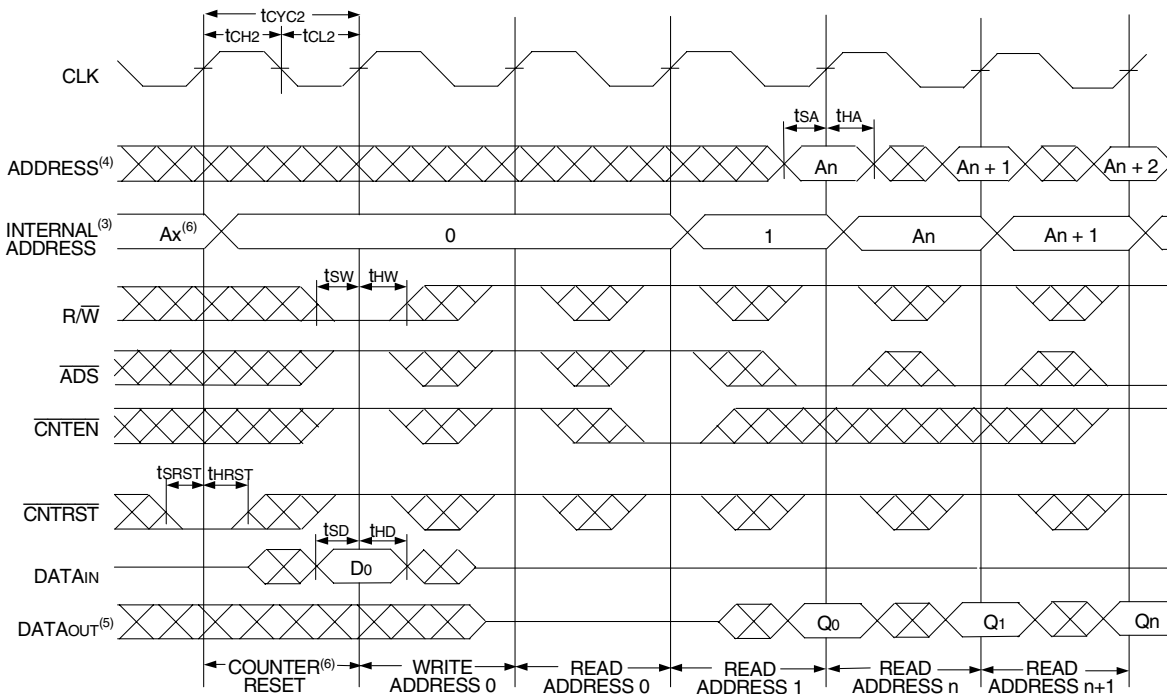 tCYC2
tCH2 tCL2
CLK
tSA tHA
ADDRESS(4) An An + 1 An + 2
INTERNAL(3) ADDRESS Ax(6) 0 1 An An + 1
tSW tHW
R/W
ADS
CNTEN
tSRST tHRST
CNTRST
tSD tHD
DATAIN D0
DATAOUT(5) Q0 Q1 Qn
COUNTER(6) RESET WRITE ADDRESS 0 READ ADDRESS 0 READ ADDRESS 1 READ ADDRESS n READ ADDRESS n+1